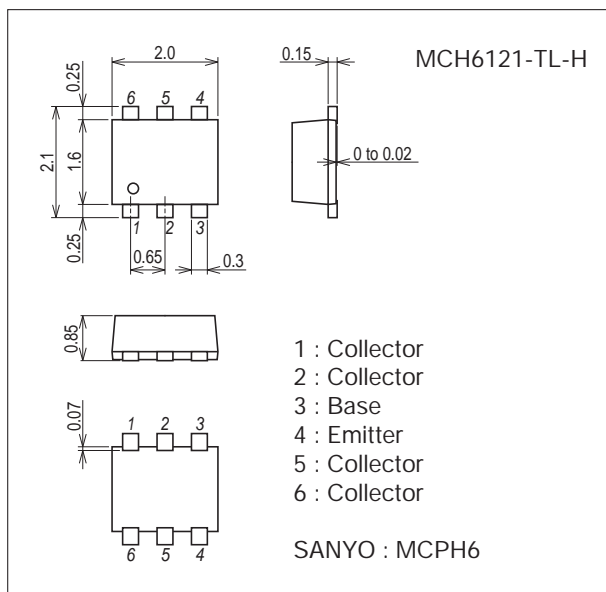 MCH6121-TL-H
2.0
0.15
0.25
6 5 4
2.1
1.6
0 to 0.02
0.25
1 2 3
0.65
0.3
0.85
0.07
1 2 3
6 5 4
1 : Collector
2 : Collector
3 : Base
4 : Emitter
5 : Collector
6 : Collector
SANYO : MCPH6